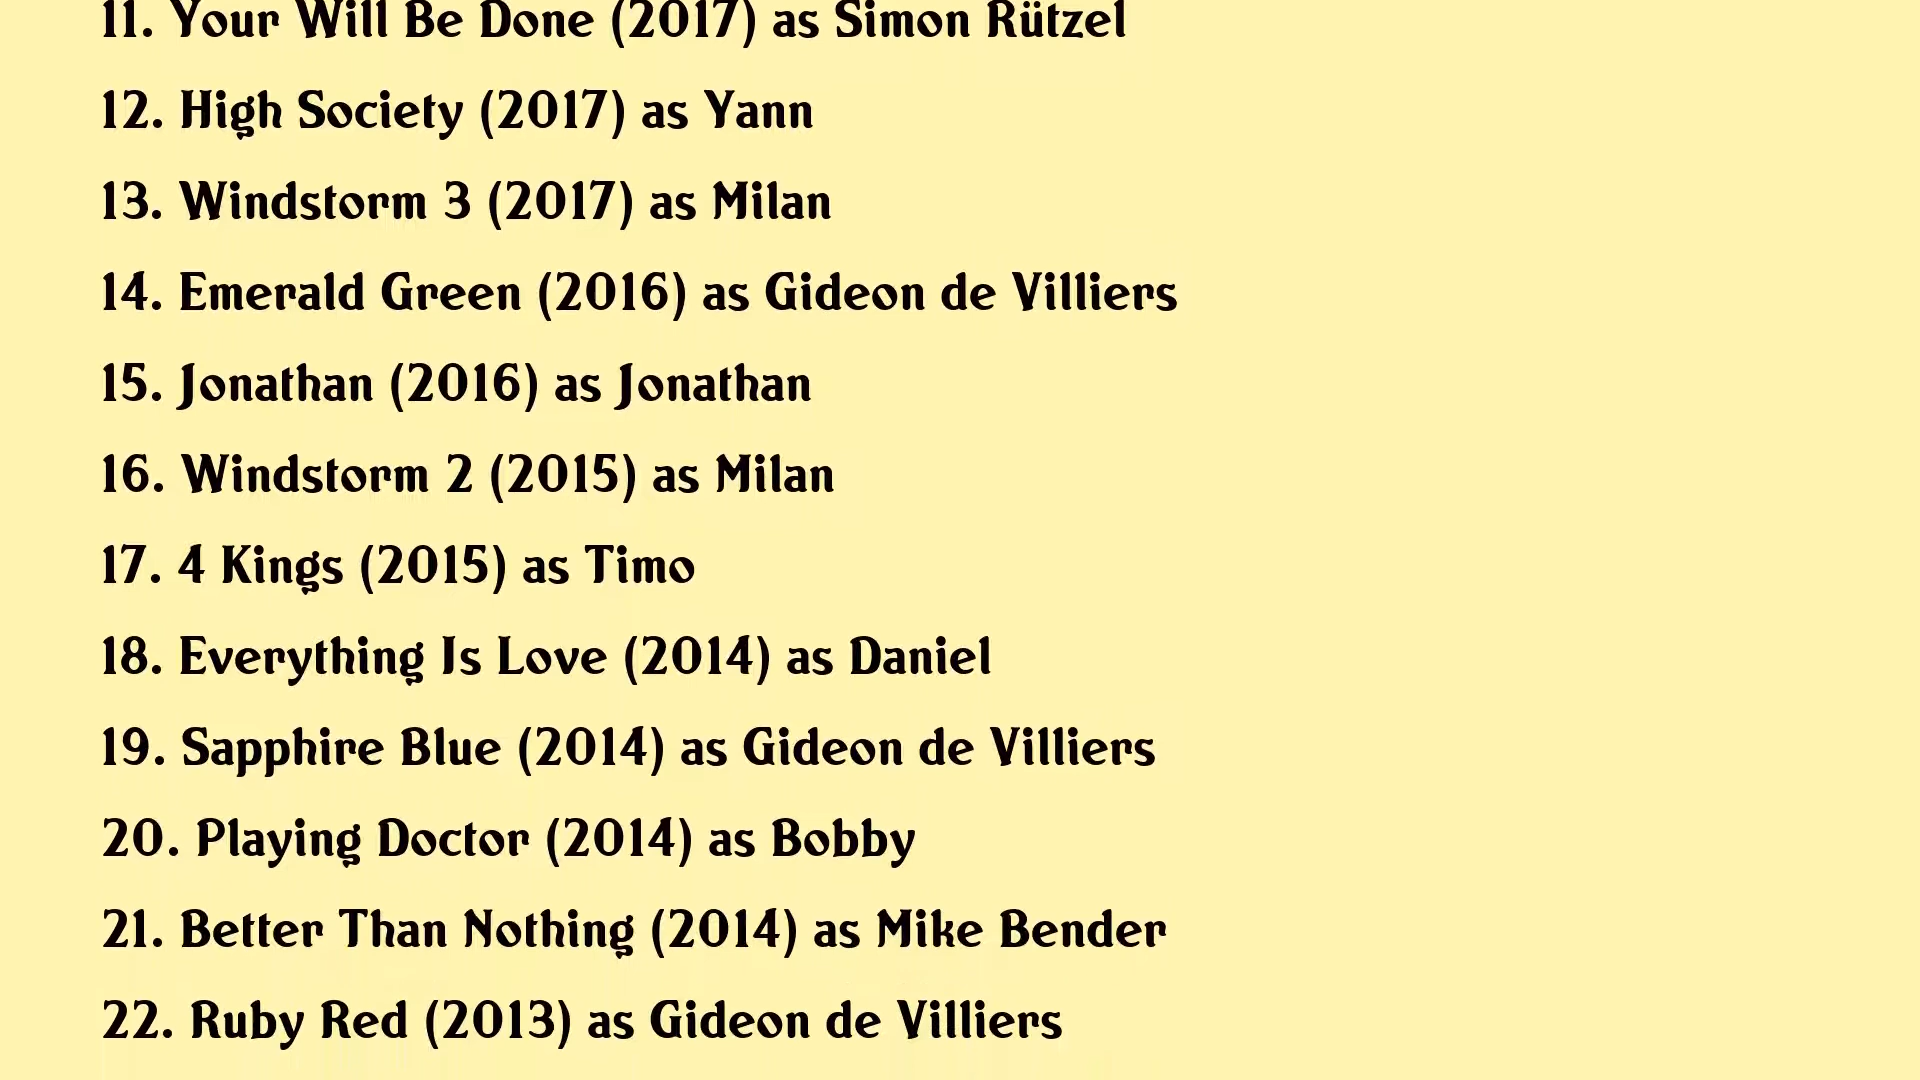 11. Your Will Be Done (2017) as Simon Rützel
12. High Society (2017) as Yann
13. Windstorm 3 (2017) as Milan
14. Emerald Green (2016) as Gideon de Villiers
15. Jonathan (2016) as Jonathan
16. Windstorm 2 (2015) as Milan
17. 4 Kings (2015) as Timo
18. Everything Is Love (2014) as Daniel
19. Sapphire Blue (2014) as Gideon de Villiers
20. Playing Doctor (2014) as Bobby
21. Better Than Nothing (2014) as Mike Bender
22. Ruby Red (2013) as Gideon de Villiers